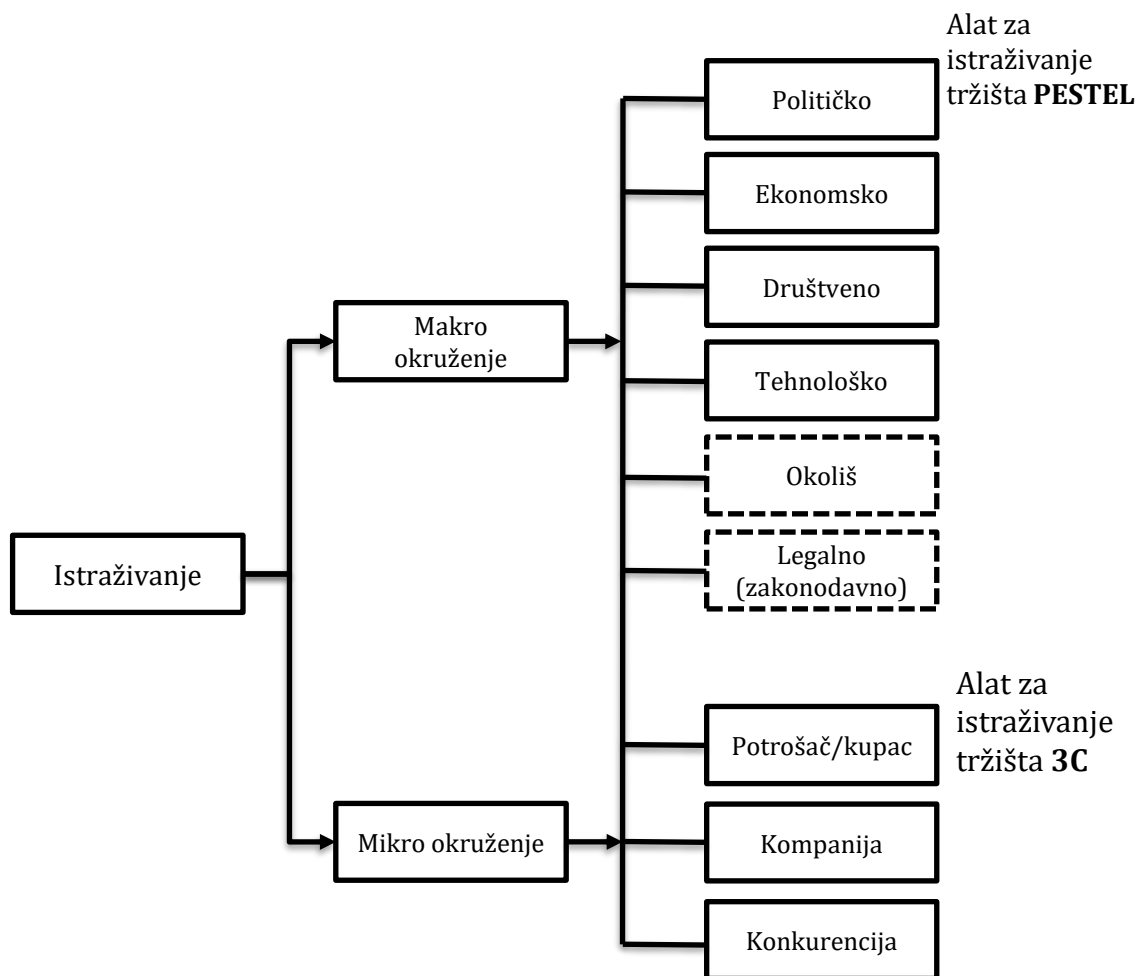 Alat za
istraživanje
tržišta PESTEL
Političko
Ekonomsko
Društveno
Makro
okruženje
Tehnološko
Okoliš
Istraživanje
Legalno
(zakonodavno)
Alat za
istraživanje
tržišta 3C
Potrošač/kupac
Mikro okruženje
Kompanija
Konkurencija